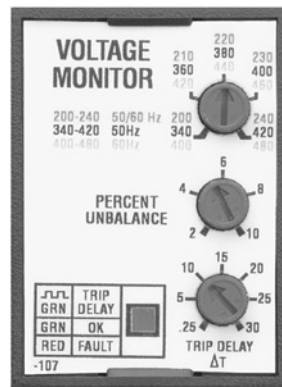 VOLTAGE
MONITOR
220
380
440
210
360
420
230
400
460
200-240 50/60 Hz
340-420 50Hz
400-480 60Hz
200
340
400
240
420
480
PERCENT
UNBALANCE
6
4
8
2
10
15
10
20
5
25
.25
30
TRIP DELAY
ΔT
GRN TRIP DELAY
GRN OK
RED FAULT
-107